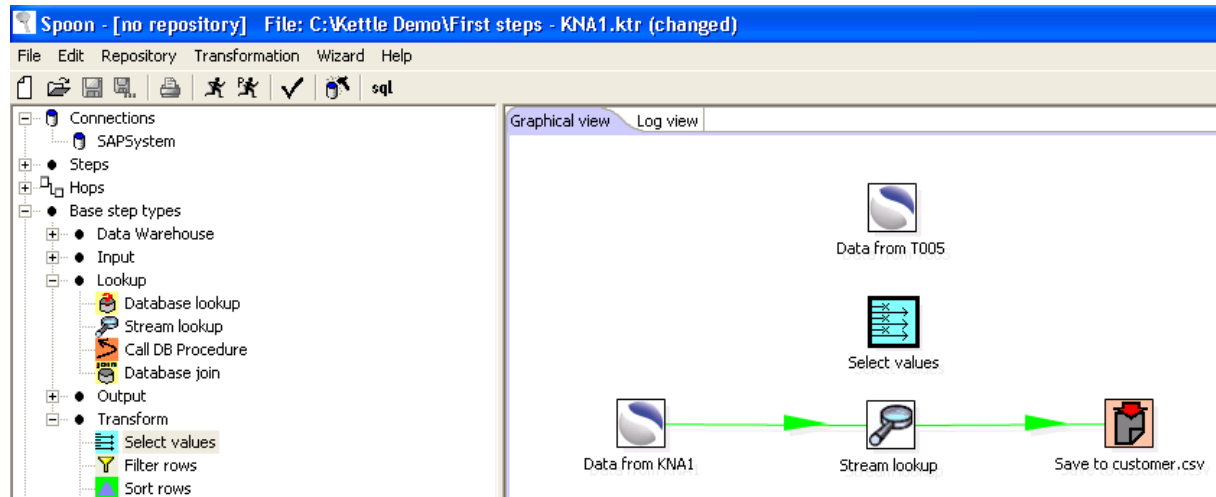 Spoon - [no repository] File: C:\Kettle Demo\First steps - KNA1.ktr (changed)
File Edit Repository Transformation Wizard Help
sql
Connections
SAPSystem
Steps
Hops
Base step types
Data Warehouse
Input
Lookup
Database lookup
Stream lookup
Call DB Procedure
Database join
Output
Transform
Select values
Filter rows
Sort rows
Graphical view Log view
Data from T005
Select values
Data from KNA1 Stream lookup Save to customer.csv